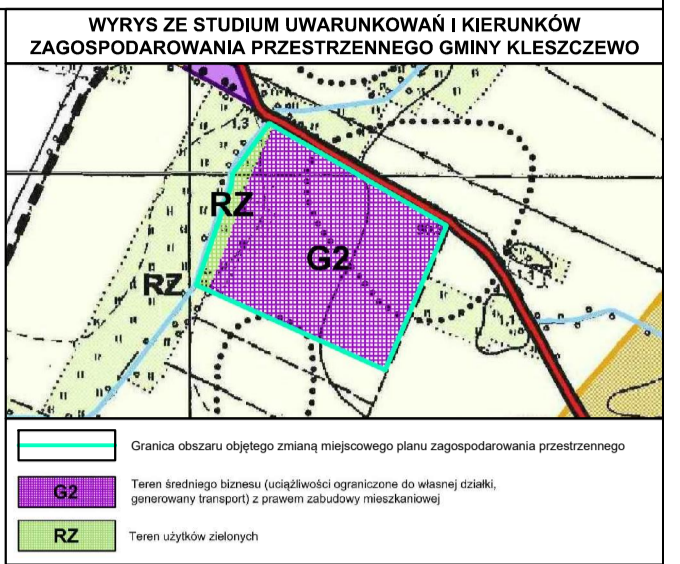 WYRYS ZE STUDIUM UWARUNKOWAŃ I KIERUNKÓW
ZAGOSPODAROWANIA PRZESTRZENNEGO GMINY KLESZCZEWO
1,3
RZ
G2
RZ
Granica obszaru objętego zmianą miejscowego planu zagospodarowania przestrzennego
G2
Teren średniego biznesu (uciążliwości ograniczone do własnej działki,
generowany transport) z prawem zabudowy mieszkaniowej
RZ
Teren użytków zielonych